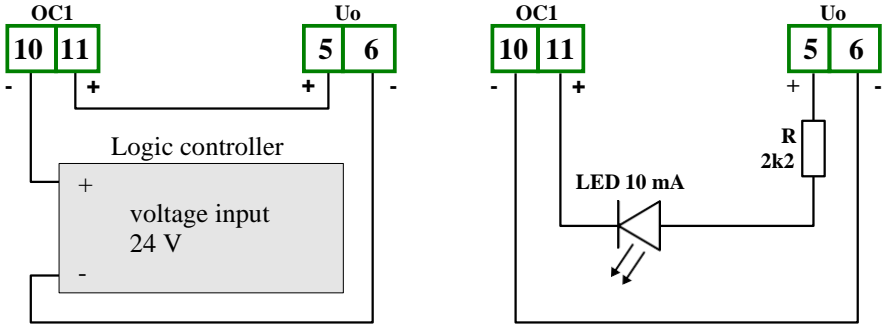 OC1 Uo
10 11 5 6
- + + -
Logic controller
+
voltage input
24 V
-
OC1 Uo
10 11 5 6
- + + -
R
2k2
LED 10 mA